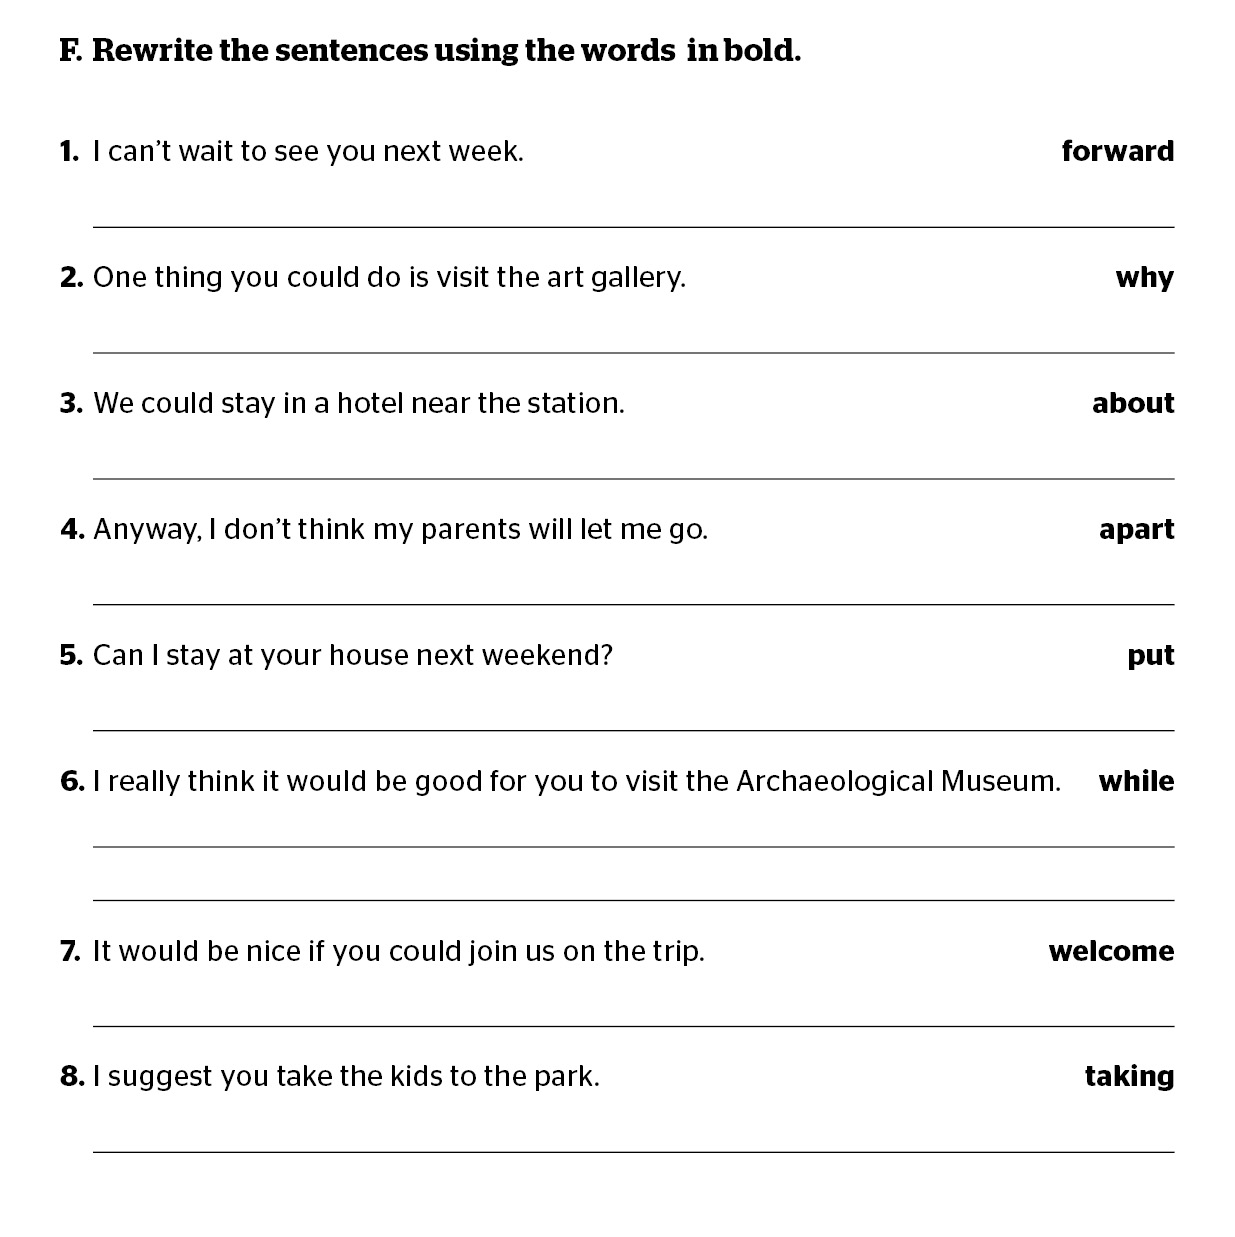 F. Rewrite the sentences using the words in bold.
1. I can’t wait to see you next week. forward
2. One thing you could do is visit the art gallery. why
3. We could stay in a hotel near the station. about
4. Anyway, I don’t think my parents will let me go. apart
5. Can I stay at your house next weekend? put
6. I really think it would be good for you to visit the Archaeological Museum. while
7. It would be nice if you could join us on the trip. welcome
8. I suggest you take the kids to the park. taking